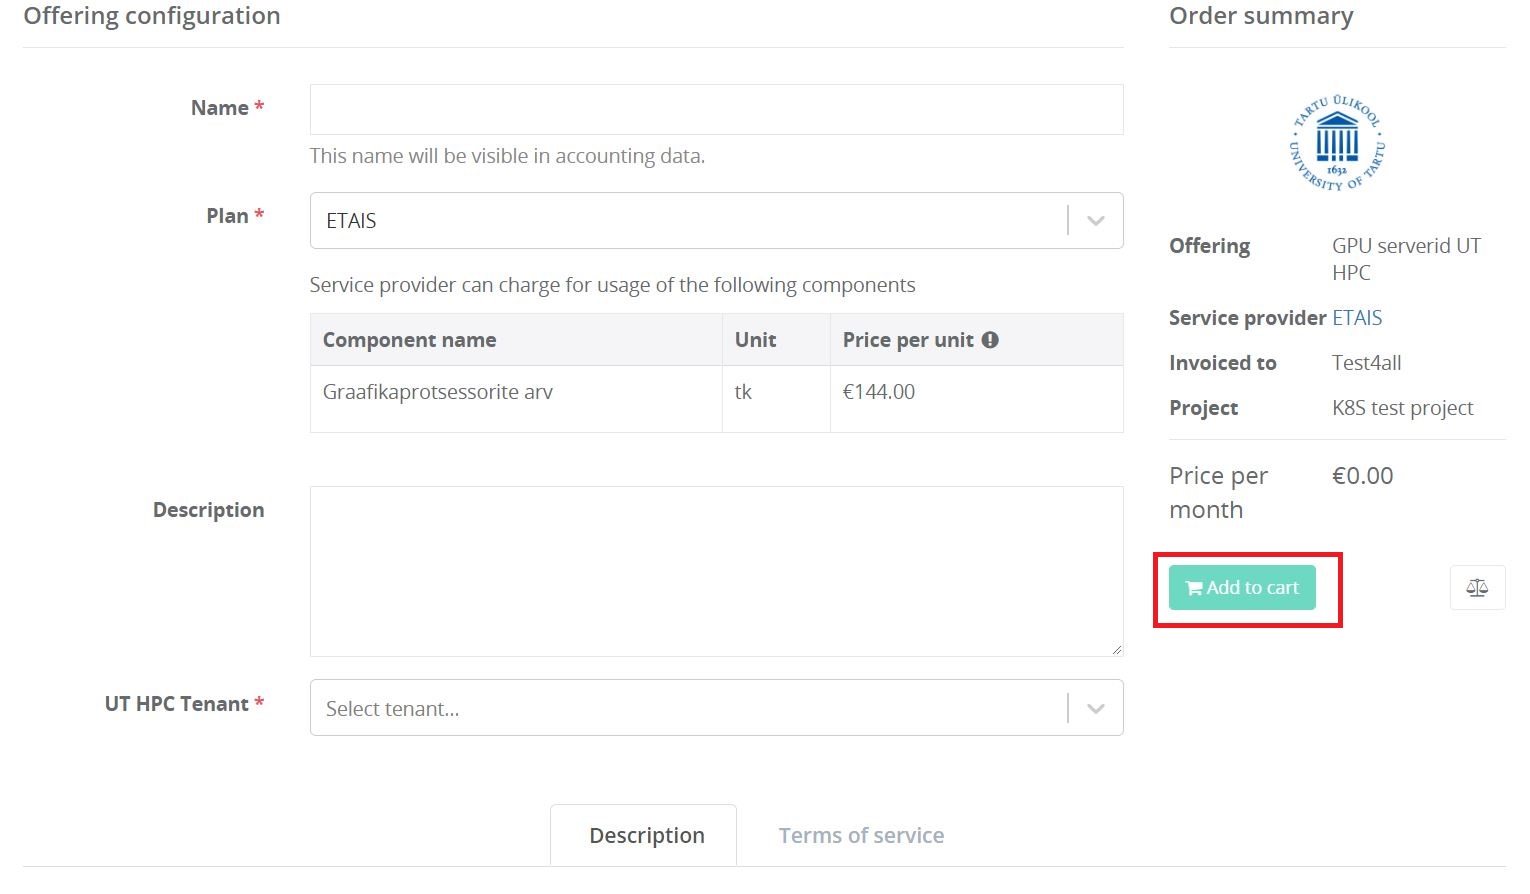 Offering configuration
Name *
This name will be visible in accounting data.
Plan *
ETAIS
Service provider can charge for usage of the following components
Component name Unit Price per unit
Graafikaprotsessorite arv tk €144.00
Description
UT HPC Tenant *
Select tenant...
Description Terms of service
Order summary
TARTU ÜLIKOOL
UNIVERSITY OF TARTU
1632
Offering GPU serverid UT
HPC
Service provider ETAIS
Invoiced to Test4all
Project K8S test project
Price per €0.00
month
Add to cart